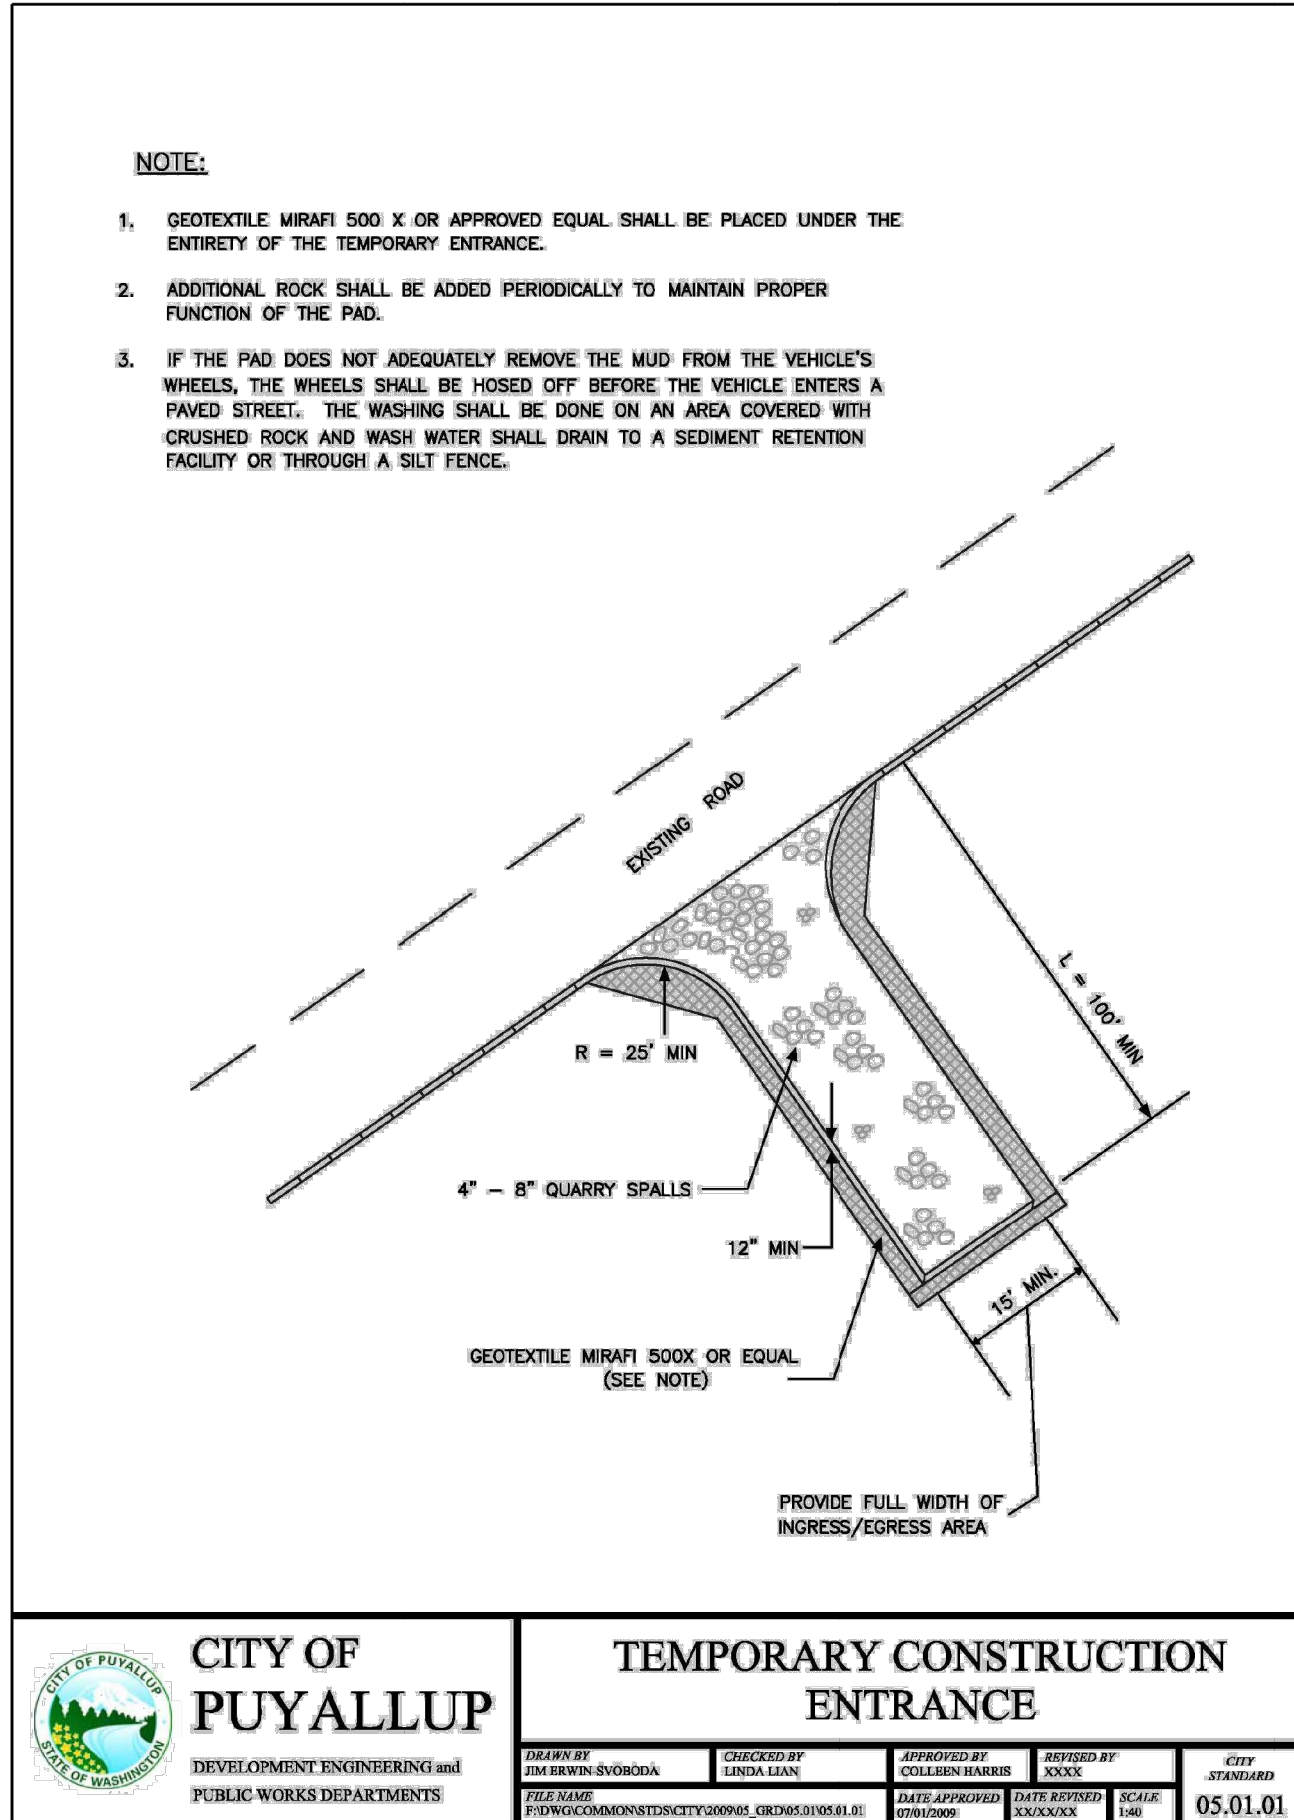 NOTE:
1. GEOTEXTILE MIRAFI 500 X OR APPROVED EQUAL SHALL BE PLACED UNDER THE
ENTIRETY OF THE TEMPORARY ENTRANCE.
2. ADDITIONAL ROCK SHALL BE ADDED PERIODICALLY TO MAINTAIN PROPER
FUNCTION OF THE PAD.
3. IF THE PAD DOES NOT ADEQUATELY REMOVE THE MUD FROM THE VEHICLE'S
WHEELS, THE WHEELS SHALL BE HOSED OFF BEFORE THE VEHICLE ENTERS A
PAVED STREET. THE WASHING SHALL BE DONE ON AN AREA COVERED WITH
CRUSHED ROCK AND WASH WATER SHALL DRAIN TO A SEDIMENT RETENTION
FACILITY OR THROUGH A SILT FENCE.
EXISTING ROAD
L = 100' MIN
R = 25' MIN
4" - 8" QUARRY SPALLS
12" MIN
15' MIN.
GEOTEXTILE MIRAFI 500X OR EQUAL
(SEE NOTE)
PROVIDE FULL WIDTH OF
INGRESS/EGRESS AREA
CITY OF PUYALLUP
STATE OF WASHINGTON
CITY OF
PUYALLUP
DEVELOPMENT ENGINEERING and
PUBLIC WORKS DEPARTMENTS
TEMPORARY CONSTRUCTION
ENTRANCE
DRAWN BY
JIM ERWIN SVOBODA
CHECKED BY
LINDA LIAN
APPROVED BY
COLLEEN HARRIS
REVISED BY
XXXX
CITY
STANDARD
05.01.01
FILE NAME
F:\DWG\COMMON\STDS\CITY\2009\05_GRD\05.01\05.01.01
DATE APPROVED
07/01/2009
DATE REVISED
XX/XX/XX
SCALE
1:40